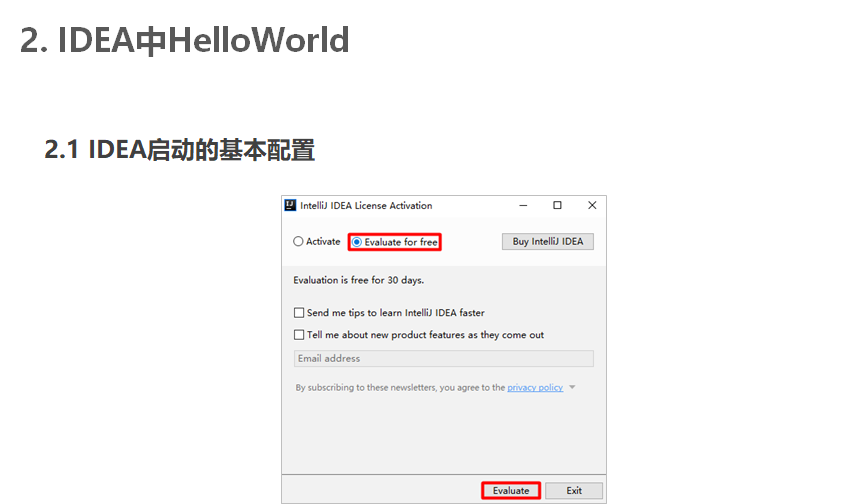 2. IDEA中HelloWorld
2.1 IDEA启动的基本配置
IntelliJ IDEA License Activation
Activate Evaluate for free Buy IntelliJ IDEA
Evaluation is free for 30 days.
Send me tips to learn IntelliJ IDEA faster
Tell me about new product features as they come out
Email address
By subscribing to these newsletters, you agree to the privacy policy
Evaluate Exit